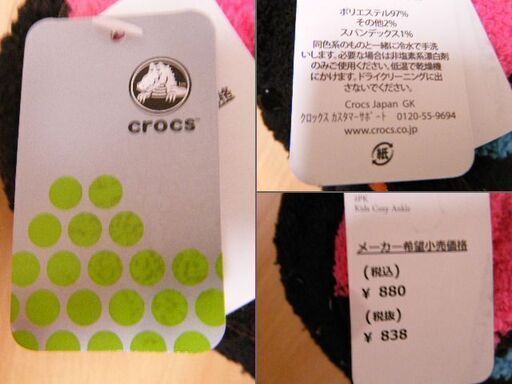 crocs™
格
ポリエステル97%
その他2%
スパンデックス1%
同色系のものと一緒に冷水で手洗
いします。必要な場合は非塩素系漂白剤
のみご使用ください。低温で乾燥機
にかけます。ドライクリーニングに出
さないでください。
Crocs Japan GK
クロックス カスタマーサポート 0120-55-9694
www.crocs.co.jp
紙
3PK
Kids Cosy Ankle
メーカー希望小売価格
(税込)
¥ 880
(税抜)
¥ 838